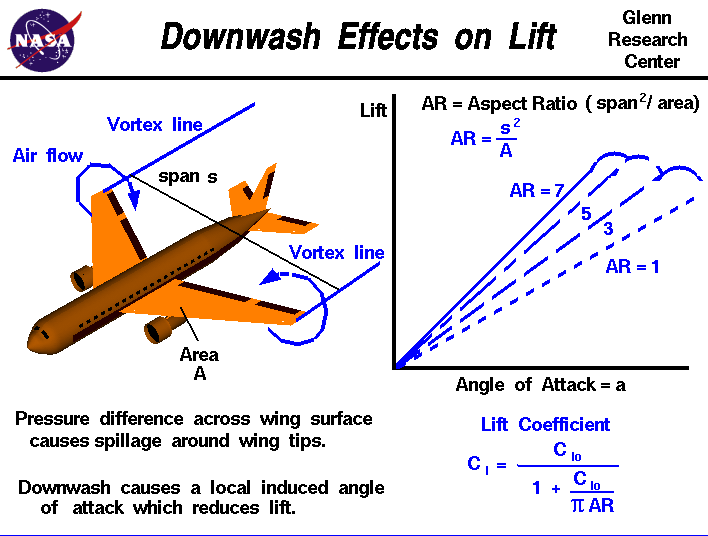 NASA
Downwash Effects on Lift
Glenn
Research
Center
Vortex line
Air flow
span s
Vortex line
Area
A
Lift
AR = Aspect Ratio ( span²/ area)
AR = s²/A
AR = 7
5
3
AR = 1
Angle of Attack = a
Pressure difference across wing surface
causes spillage around wing tips.
Downwash causes a local induced angle
of attack which reduces lift.
Lift Coefficient
C l = C lo / (1 + C lo / (π AR))